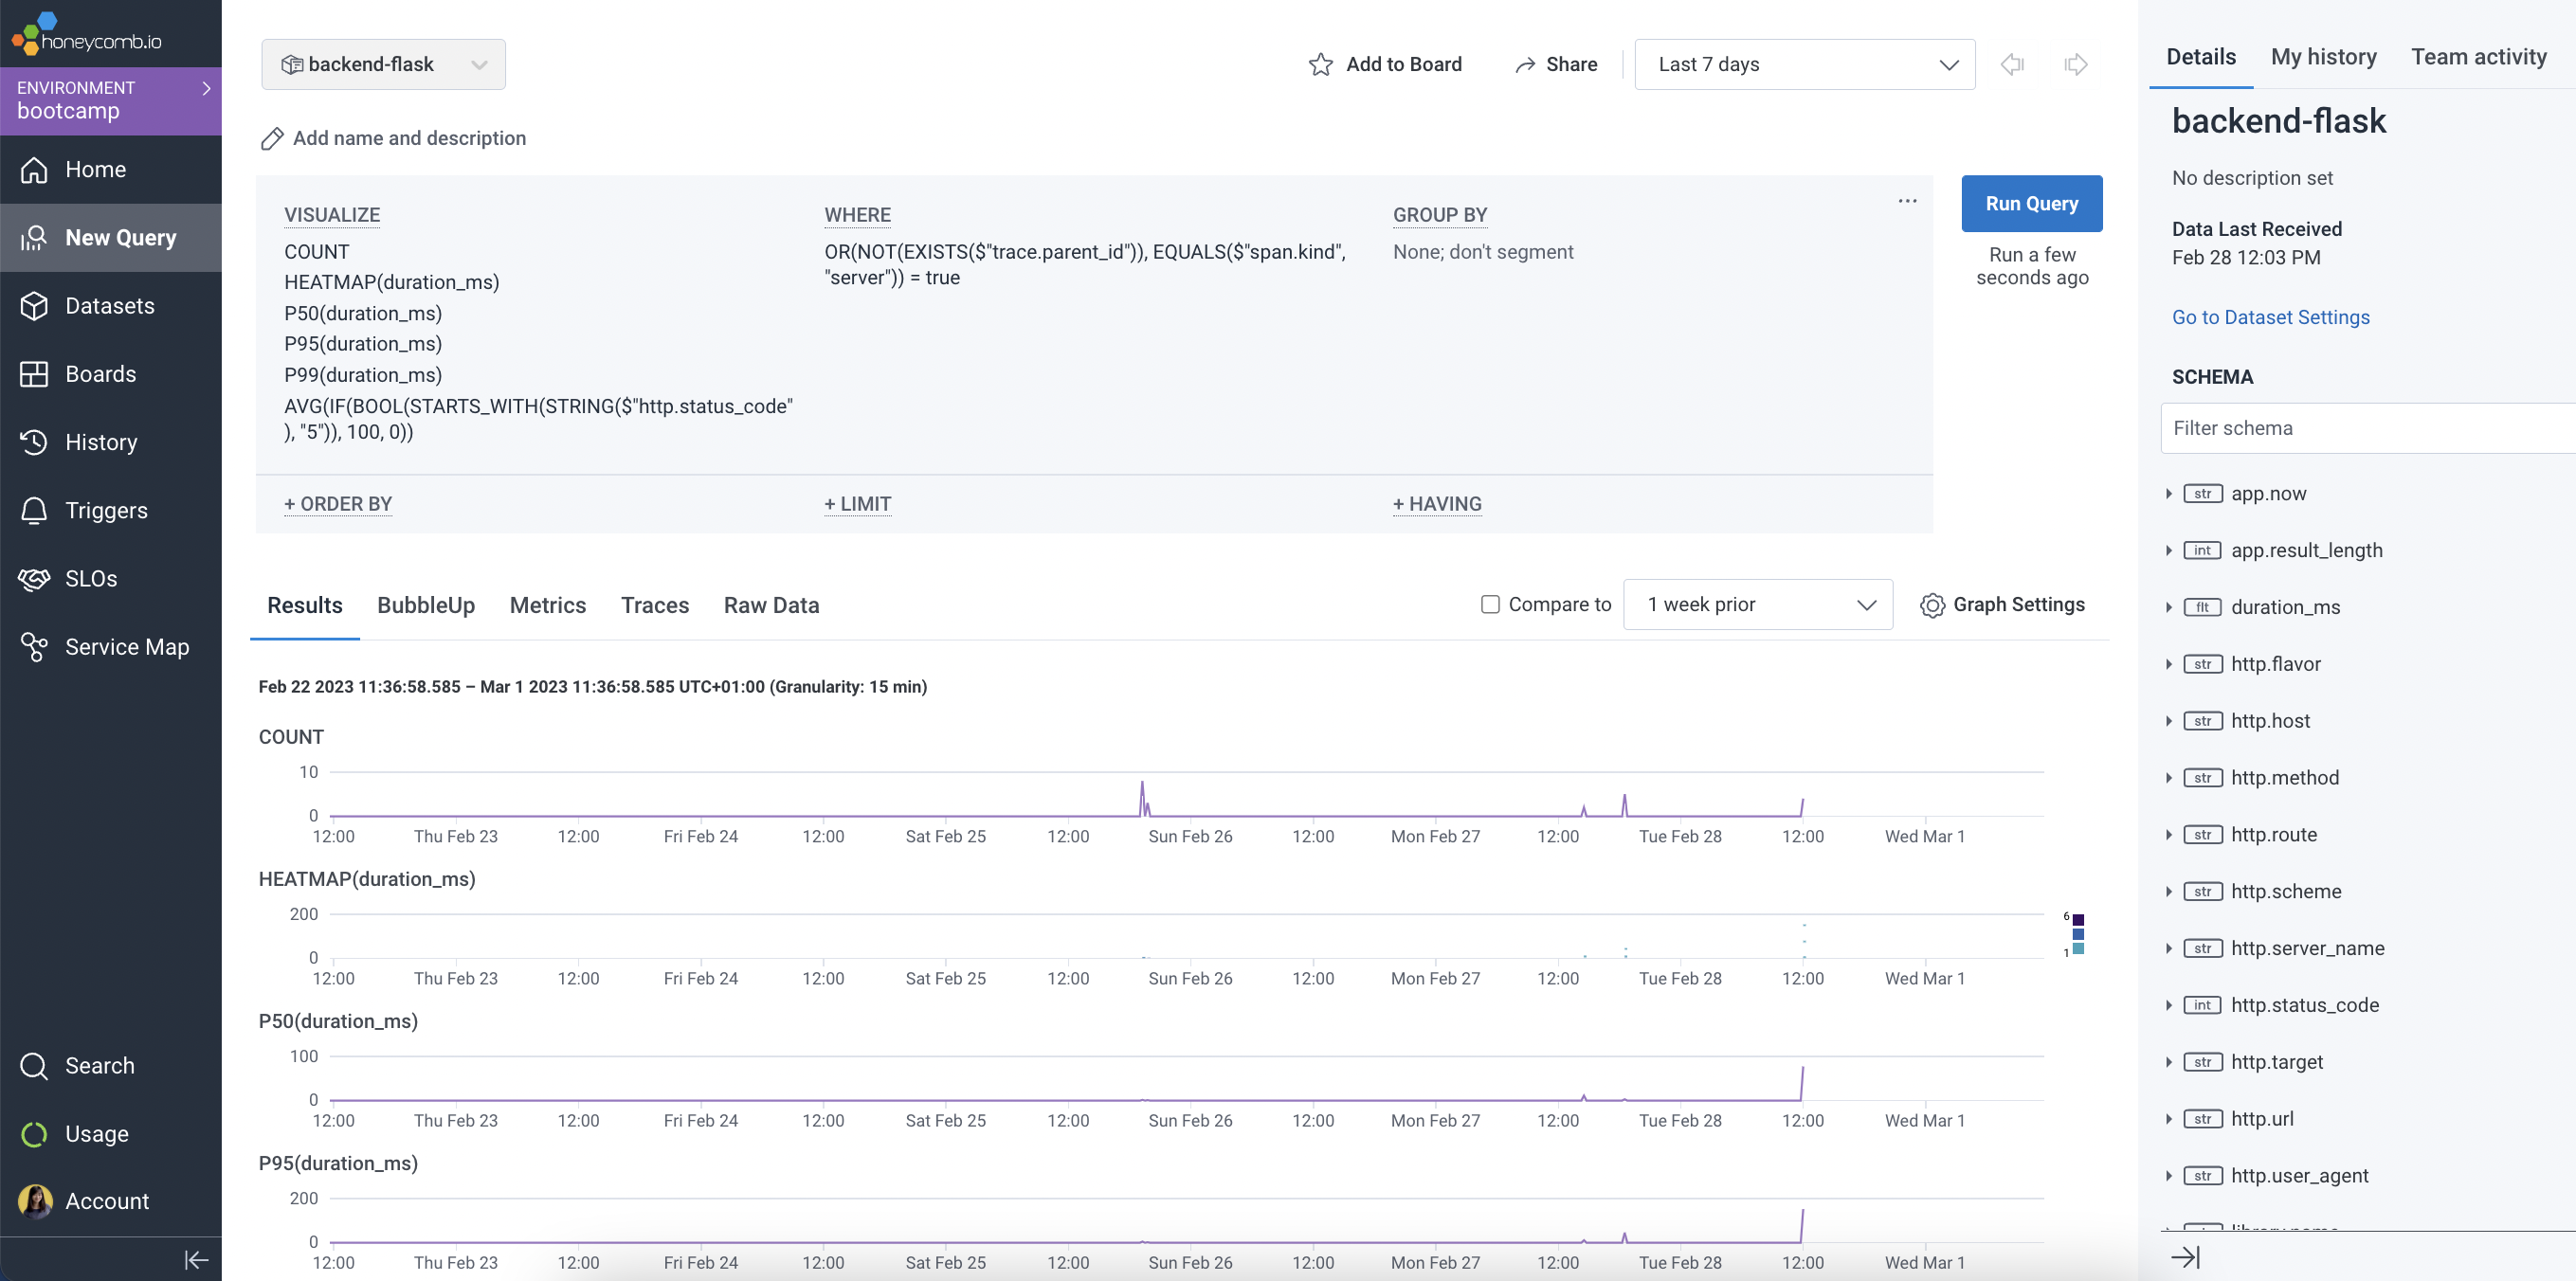 honeycomb.io
ENVIRONMENT
bootcamp
Home
New Query
Datasets
Boards
History
Triggers
SLOs
Service Map
Search
Usage
Account
backend-flask
Add to Board
Share
Last 7 days
Add name and description
VISUALIZE
COUNT
HEATMAP(duration_ms)
P50(duration_ms)
P95(duration_ms)
P99(duration_ms)
AVG(IF(BOOL(STARTS_WITH(STRING($"http.status_code"
), "5")), 100, 0))
WHERE
OR(NOT(EXISTS($"trace.parent_id")), EQUALS($"span.kind",
"server")) = true
GROUP BY
None; don't segment
...
Run Query
Run a few
seconds ago
+ ORDER BY
+ LIMIT
+ HAVING
Results BubbleUp Metrics Traces Raw Data
Compare to
1 week prior
Graph Settings
Feb 22 2023 11:36:58.585 – Mar 1 2023 11:36:58.585 UTC+01:00 (Granularity: 15 min)
COUNT
10
0
12:00 Thu Feb 23 12:00 Fri Feb 24 12:00 Sat Feb 25 12:00 Sun Feb 26 12:00 Mon Feb 27 12:00 Tue Feb 28 12:00 Wed Mar 1
HEATMAP(duration_ms)
200
0
6
1
12:00 Thu Feb 23 12:00 Fri Feb 24 12:00 Sat Feb 25 12:00 Sun Feb 26 12:00 Mon Feb 27 12:00 Tue Feb 28 12:00 Wed Mar 1
P50(duration_ms)
100
0
12:00 Thu Feb 23 12:00 Fri Feb 24 12:00 Sat Feb 25 12:00 Sun Feb 26 12:00 Mon Feb 27 12:00 Tue Feb 28 12:00 Wed Mar 1
P95(duration_ms)
200
0
12:00 Thu Feb 23 12:00 Fri Feb 24 12:00 Sat Feb 25 12:00 Sun Feb 26 12:00 Mon Feb 27 12:00 Tue Feb 28 12:00 Wed Mar 1
Details My history Team activity
backend-flask
No description set
Data Last Received
Feb 28 12:03 PM
Go to Dataset Settings
SCHEMA
Filter schema
str app.now
int app.result_length
flt duration_ms
str http.flavor
str http.host
str http.method
str http.route
str http.scheme
str http.server_name
int http.status_code
str http.target
str http.url
str http.user_agent